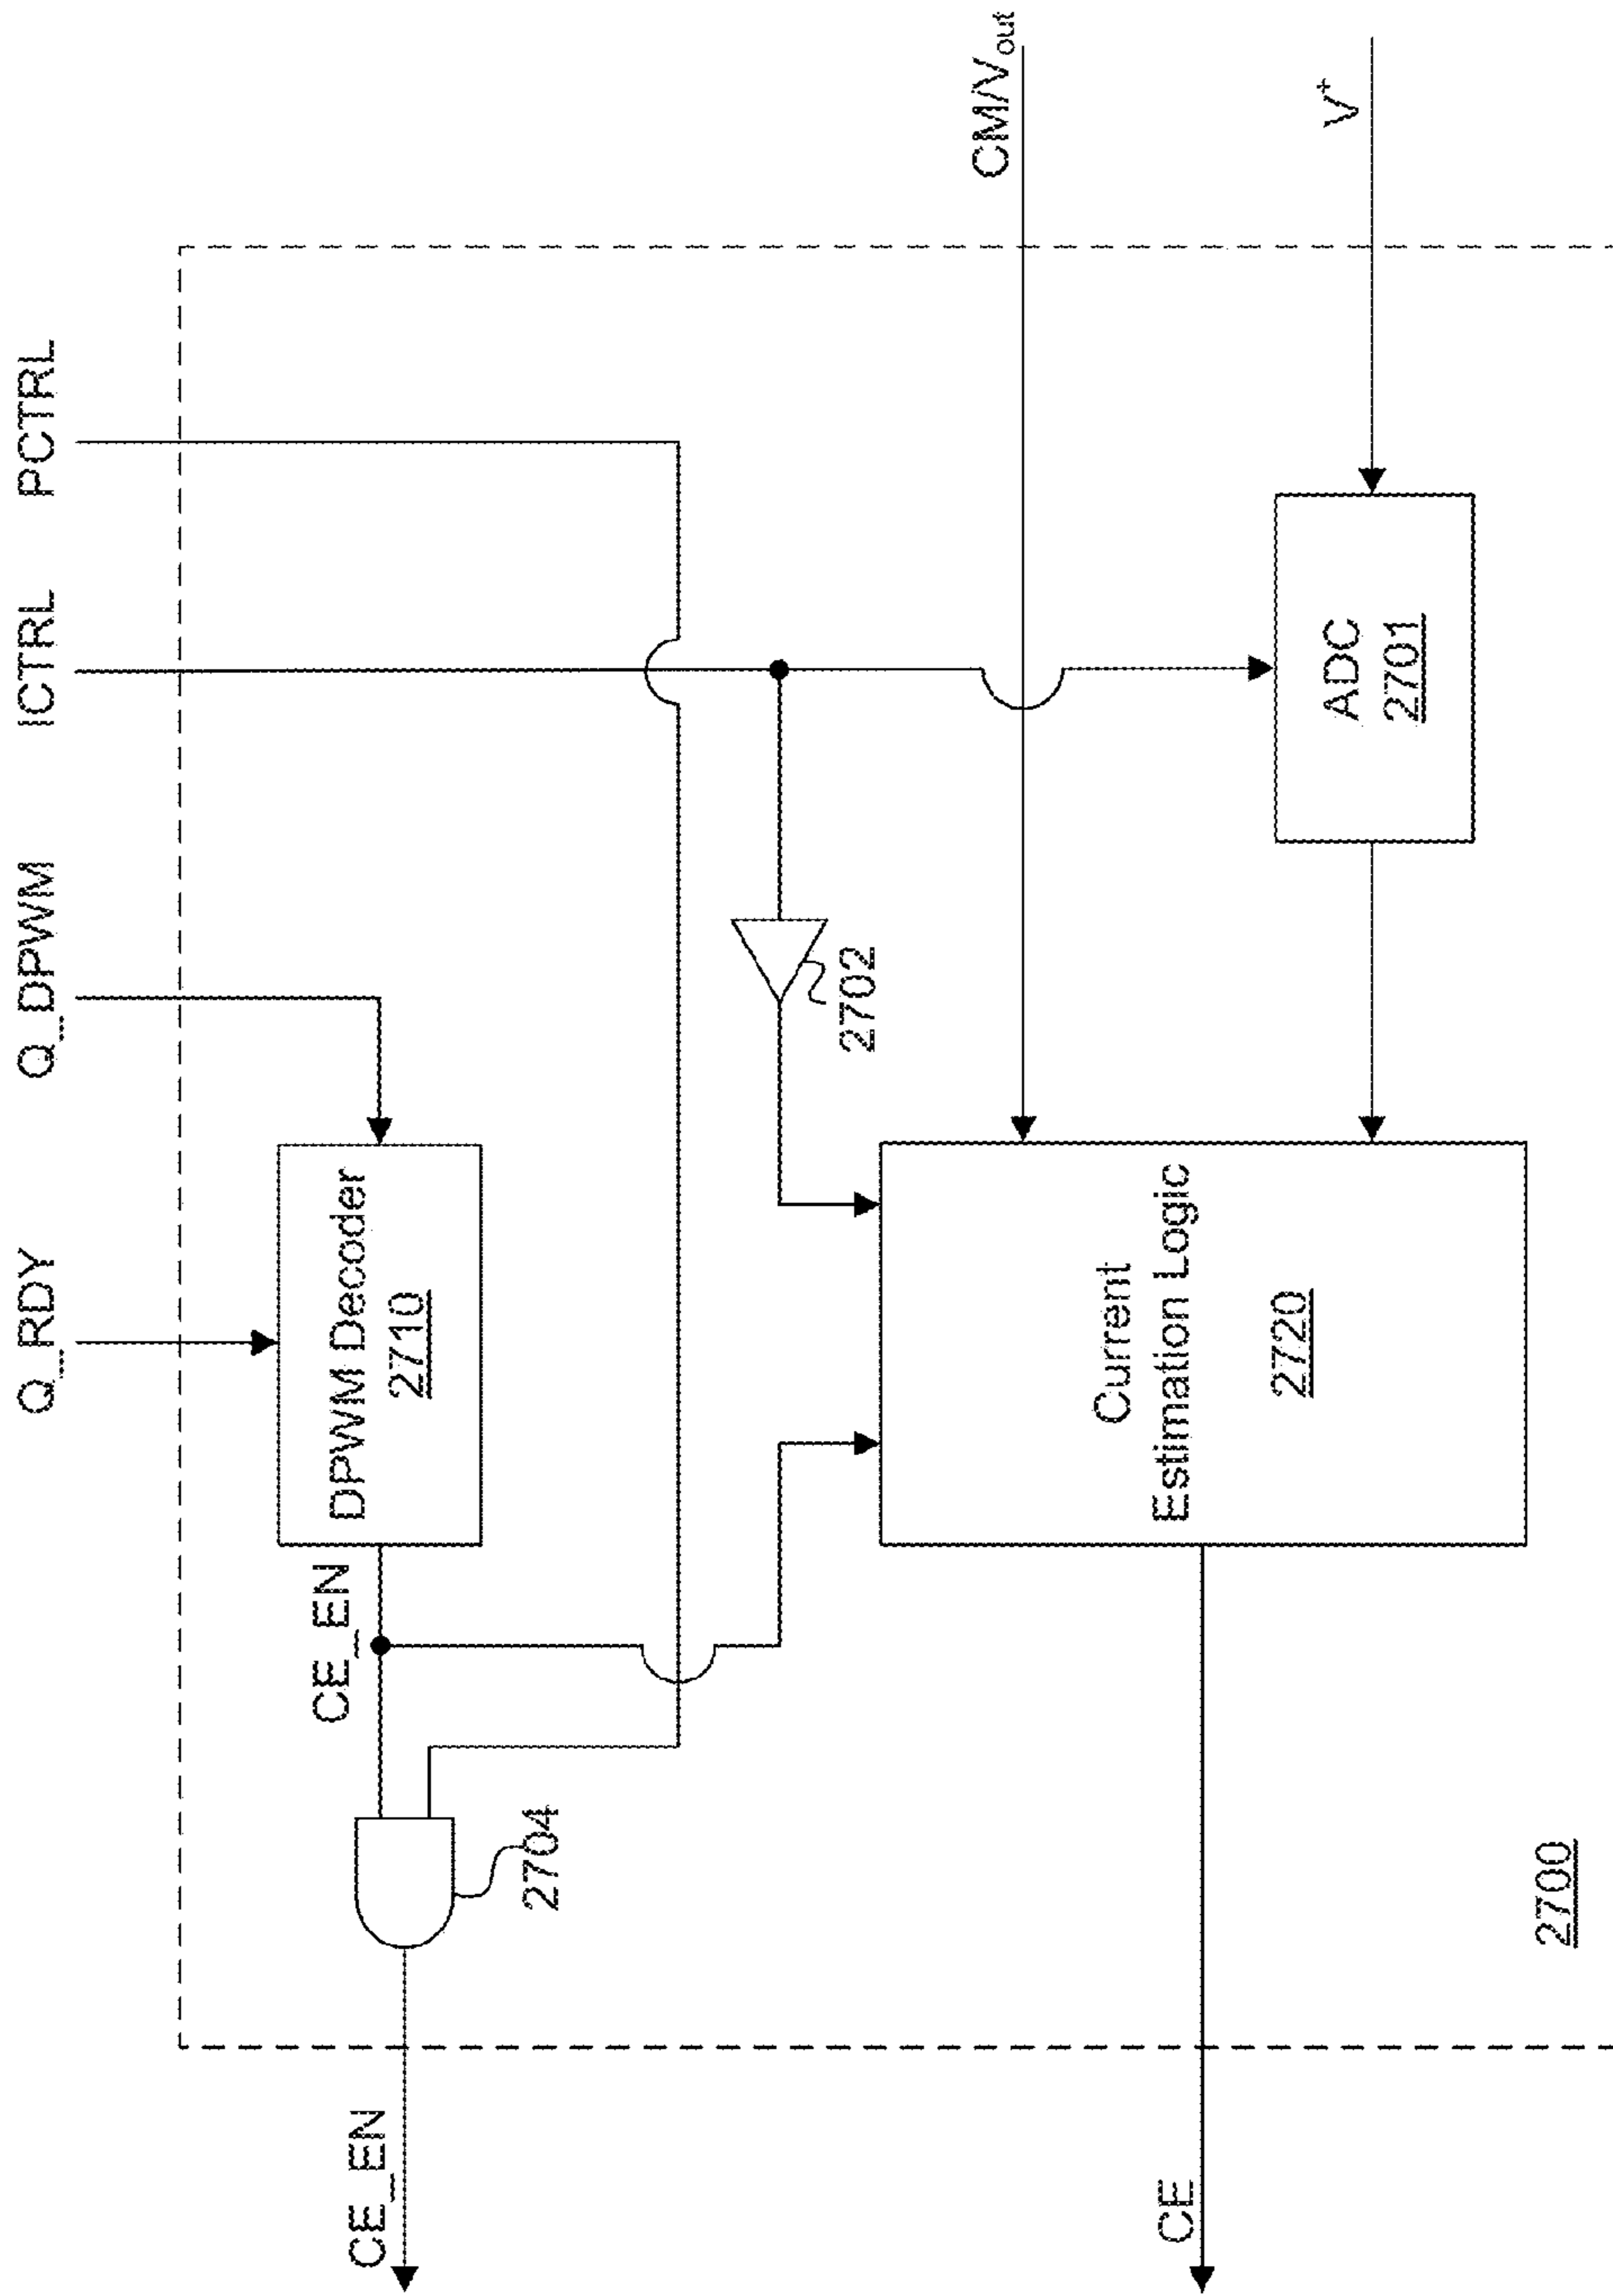 Q_RDY
Q_DPWM
ICTRL
PCTRL
CE_EN
CE_EN
DPWM Decoder
2710
2704
2702
CM/Vout
V+
Current
Estimation Logic
2720
ADC
2701
CE
2700